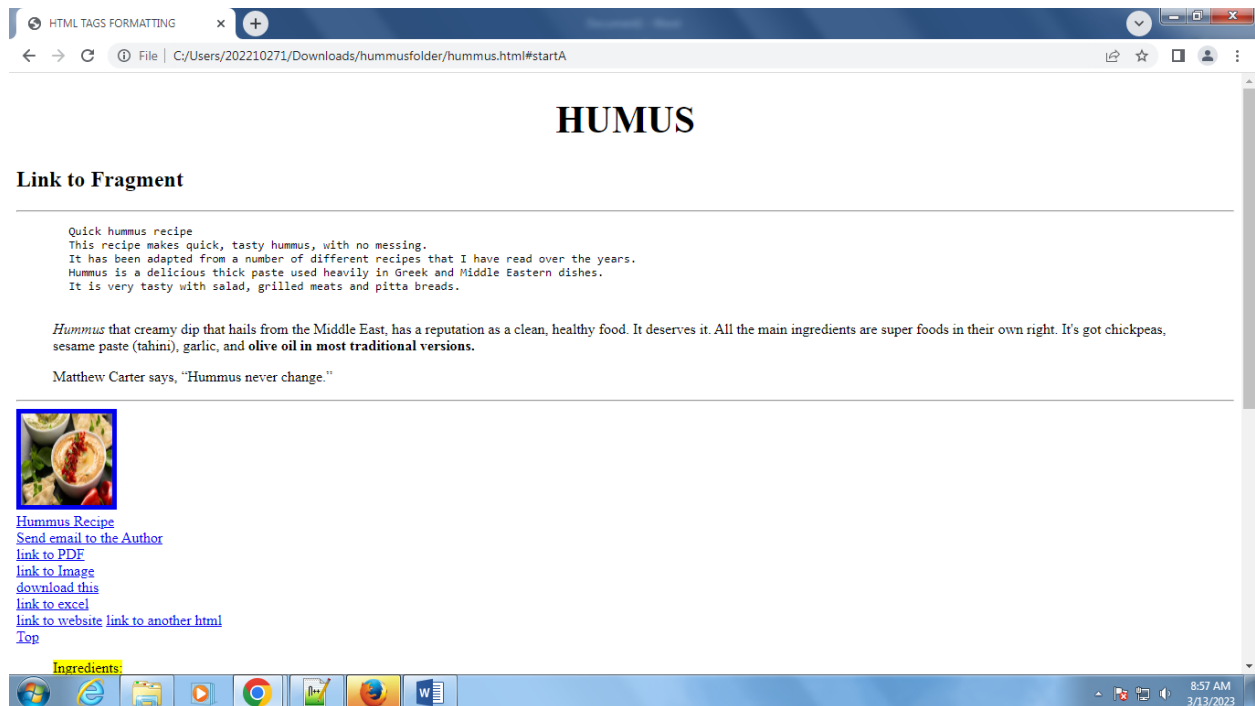 HTML TAGS FORMATTING
File | C:/Users/202210271/Downloads/hummusfolder/hummus.html#startA
HUMUS
Link to Fragment
Quick hummus recipe
This recipe makes quick, tasty hummus, with no messing.
It has been adapted from a number of different recipes that I have read over the years.
Hummus is a delicious thick paste used heavily in Greek and Middle Eastern dishes.
It is very tasty with salad, grilled meats and pitta breads.
Hummus that creamy dip that hails from the Middle East, has a reputation as a clean, healthy food. It deserves it. All the main ingredients are super foods in their own right. It's got chickpeas,
sesame paste (tahini), garlic, and olive oil in most traditional versions.
Matthew Carter says, “Hummus never change.”
Hummus Recipe
Send email to the Author
link to PDF
link to Image
download this
link to excel
link to website link to another html
Top
Ingredients:
8:57 AM
3/13/2023